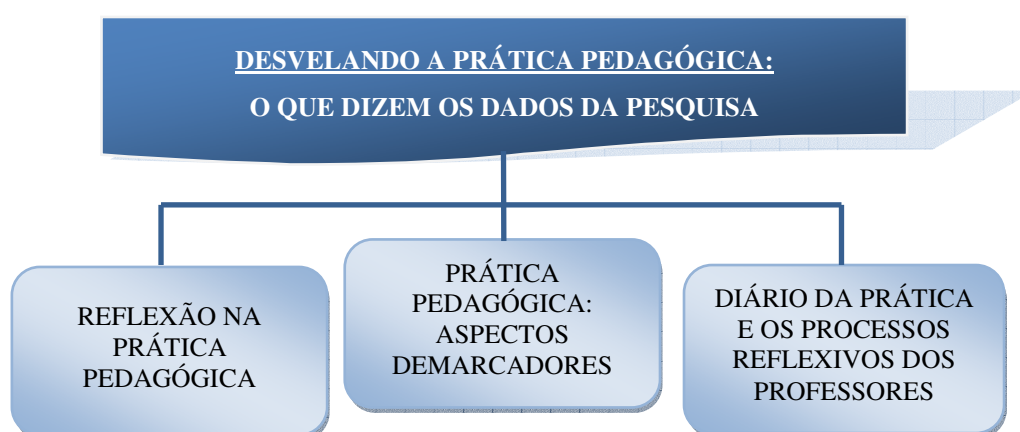 DESVELANDO A PRÁTICA PEDAGÓGICA:
O QUE DIZEM OS DADOS DA PESQUISA
REFLEXÃO NA
PRÁTICA
PEDAGÓGICA
PRÁTICA
PEDAGÓGICA:
ASPECTOS
DEMARCADORES
DIÁRIO DA PRÁTICA
E OS PROCESSOS
REFLEXIVOS DOS
PROFESSORES